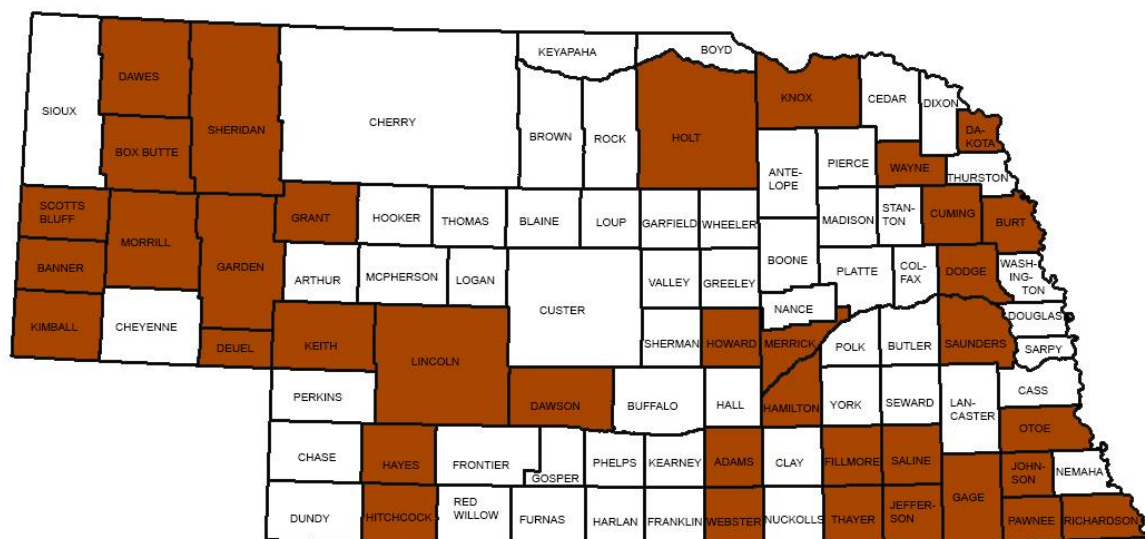 KEYAPAHA
BOYD
DAWES
SIOUX
SHERIDAN
CHERRY
BROWN
ROCK
HOLT
KNOX
CEDAR
DIXON
DA-
KOTA
BOX BUTTE
ANTE-
LOPE
PIERCE
WAYNE
THURSTON
SCOTTS
BLUFF
MORRILL
GRANT
HOOKER
THOMAS
BLAINE
LOUP
GARFIELD
WHEELER
MADISON
STAN-
TON
CUMING
BURT
BANNER
GARDEN
ARTHUR
MCPHERSON
LOGAN
CUSTER
VALLEY
GREELEY
BOONE
PLATTE
COL-
FAX
DODGE
WASH-
ING-
TON
KIMBALL
CHEYENNE
DEUEL
KEITH
LINCOLN
SHERMAN
HOWARD
MERRICK
NANCE
POLK
BUTLER
SAUNDERS
DOUGLAS
SARPY
PERKINS
DAWSON
BUFFALO
HALL
HAMILTON
YORK
SEWARD
LAN-
CASTER
CASS
OTOE
CHASE
HAYES
FRONTIER
GOSPER
PHELPS
KEARNEY
ADAMS
CLAY
FILLMORE
SALINE
GAGE
JOHN-
SON
NEMAHA
DUNDY
HITCHCOCK
RED
WILLOW
FURNAS
HARLAN
FRANKLIN
WEBSTER
NUCKOLLS
THAYER
JEFFER-
SON
PAWNEE
RICHARDSON